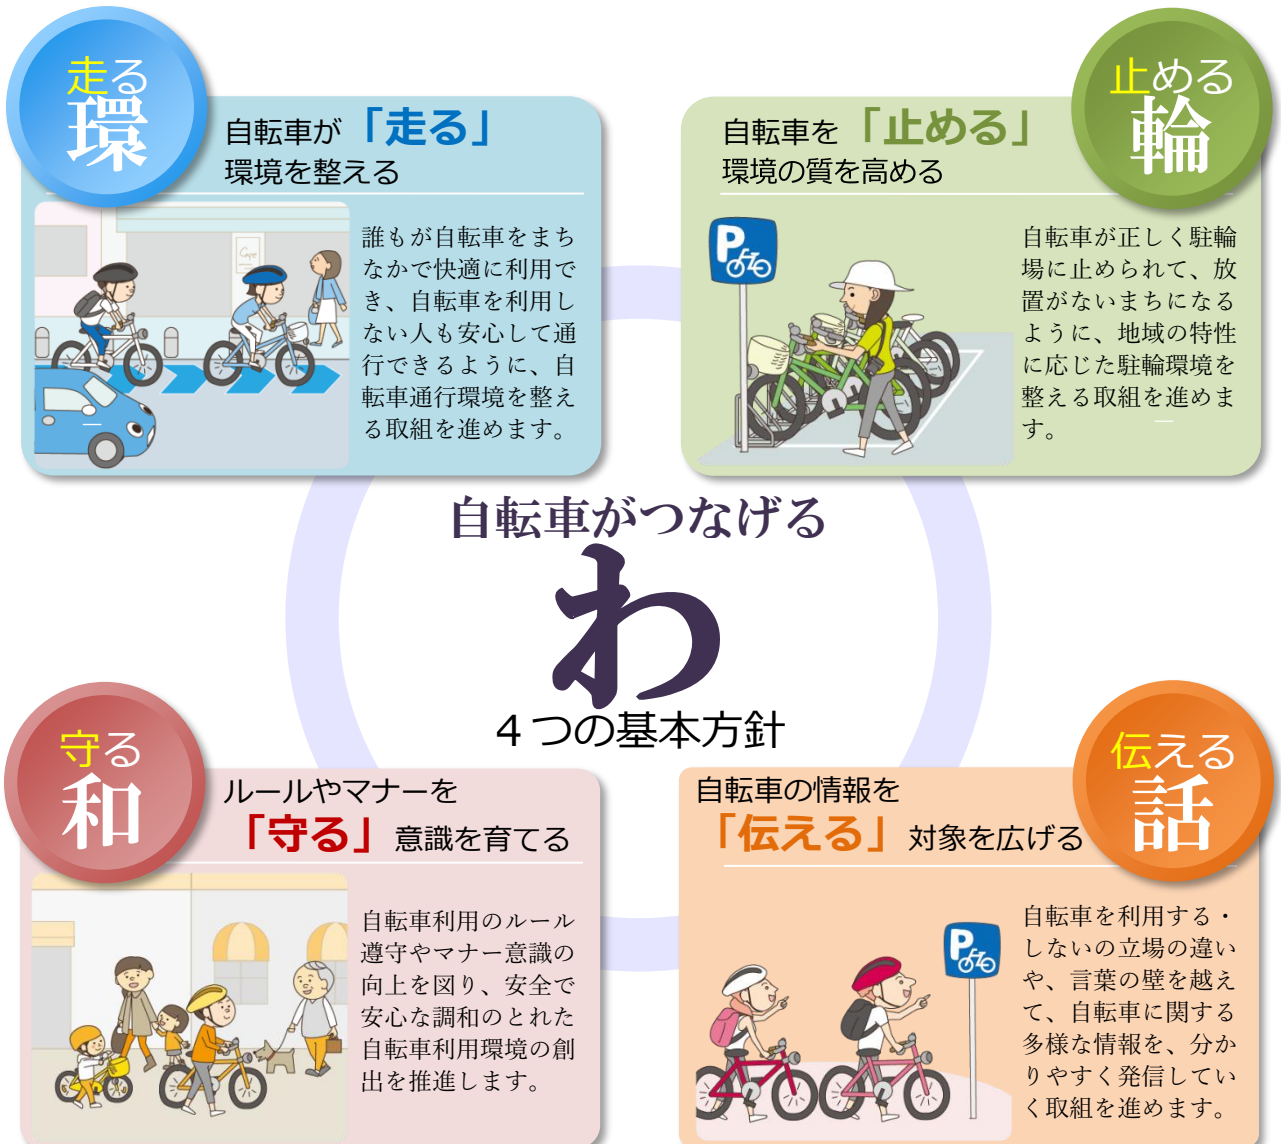 走る
環
自転車が「走る」
環境を整える
Cafe
誰もが自転車をまち
なかで快適に利用で
き、自転車を利用し
ない人も安心して通
行できるように、自
転車通行環境を整え
る取組を進めます。
止める
輪
自転車を「止める」
環境の質を高める
P
自転車が正しく駐輪
場に止められて、放
置がないまちになる
ように、地域の特性
に応じた駐輪環境を
整える取組を進めま
す。
自転車がつなげる
わ
４つの基本方針
守る
和
ルールやマナーを
「守る」意識を育てる
自転車利用のルール
遵守やマナー意識の
向上を図り、安全で
安心な調和のとれた
自転車利用環境の創
出を推進します。
伝える
話
自転車の情報を
「伝える」対象を広げる
P
自転車を利用する・
しないの立場の違い
や、言葉の壁を越え
て、自転車に関する
多様な情報を、分か
りやすく発信してい
く取組を進めます。